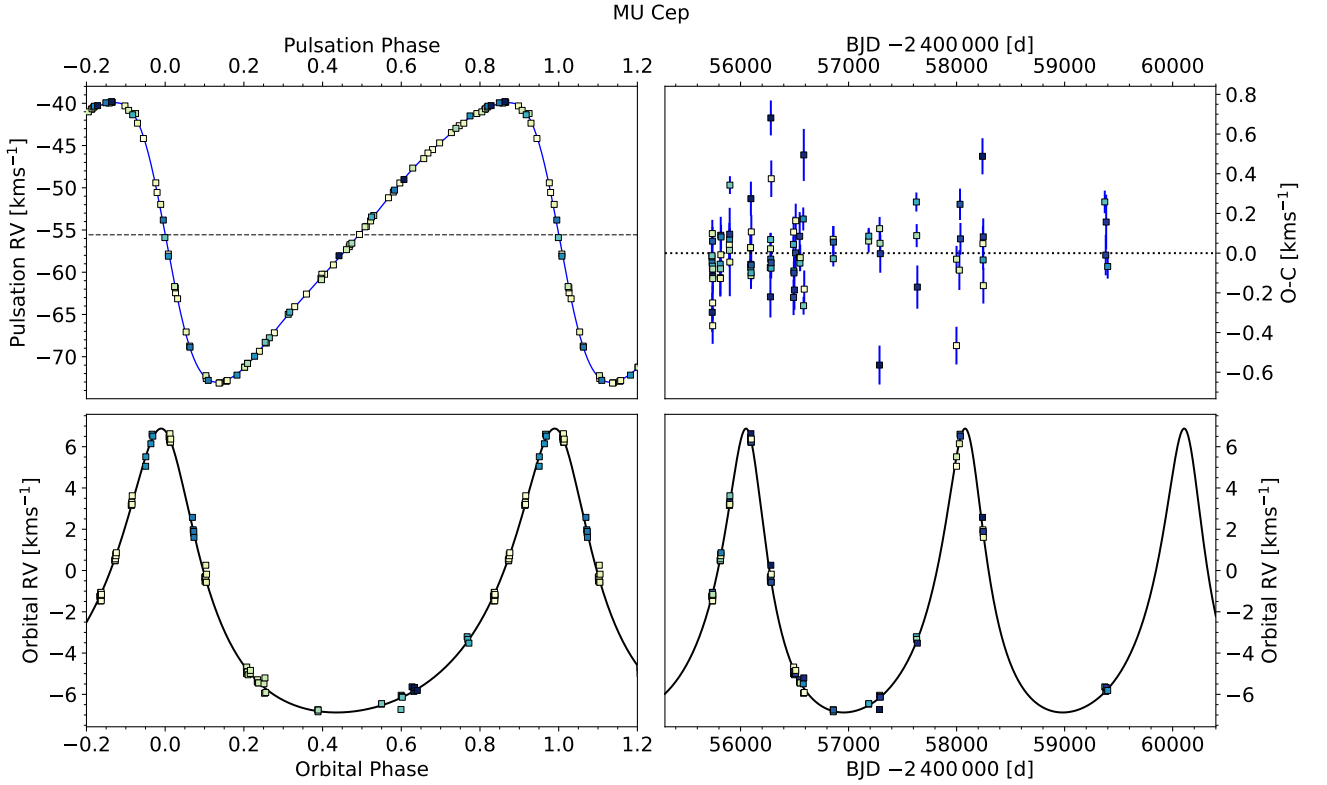 MU Cep
Pulsation Phase
BJD −2 400 000 [d]
−0.2 0.0 0.2 0.4 0.6 0.8 1.0 1.2
56000 57000 58000 59000 60000
Pulsation RV [kms−1]
−40
−45
−50
−55
−60
−65
−70
0.8
0.6
0.4
0.2
0.0
−0.2
−0.4
−0.6
O-C [kms−1]
Orbital RV [kms−1]
6
4
2
0
−2
−4
−6
6
4
2
0
−2
−4
−6
Orbital RV [kms−1]
−0.2 0.0 0.2 0.4 0.6 0.8 1.0 1.2
56000 57000 58000 59000 60000
Orbital Phase
BJD −2 400 000 [d]